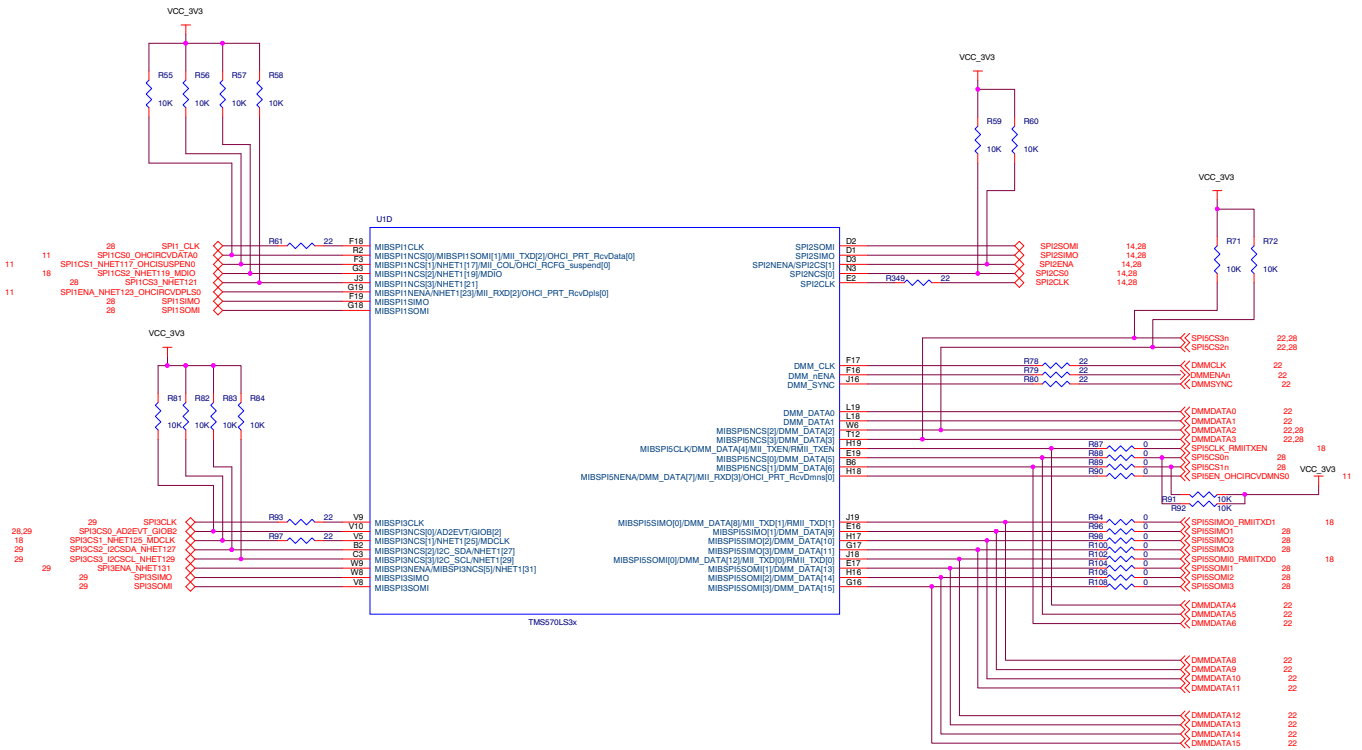 VCC_3V3
R55 R56 R57 R58
10K 10K 10K 10K
VCC_3V3
R59 R60
10K 10K
VCC_3V3
R71 R72
10K 10K
U1D
28 SPI1_CLK R61 22 F18 MIBSPI1CLK
11 SPI1CS0_OHCIRCVDATA0 R2 MIBSPI1NCS[0]/MIBSPI1SOMI[1]/MII_TXD[2]/OHCI_PRT_RcvData[0]
11 SPI1CS1_NHET117_OHCISUSPEN0 F3 MIBSPI1NCS[1]/NHET1[17]/MII_COL/OHCI_RCFG_suspend[0]
18 SPI1CS2_NHET119_MDIO G3 MIBSPI1NCS[2]/NHET1[19]/MDIO
28 SPI1CS3_NHET121 J3 MIBSPI1NCS[3]/NHET1[21]
11 SPI1ENA_NHET123_OHCIRCVDPLS0 G19 MIBSPI1NENA/NHET1[23]/MII_RXD[2]/OHCI_PRT_RcvDpls[0]
28 SPI1SIMO F19 MIBSPI1SIMO
28 SPI1SOMI G18 MIBSPI1SOMI
SPI2SOMI D2 SPI2SOMI 14,28
SPI2SIMO D1 SPI2SIMO 14,28
SPI2NENA/SPI2CS[1] D3 SPI2ENA 14,28
SPI2NCS[0] N3 SPI2CS0 14,28
SPI2CLK E2 R349 22 SPI2CLK 14,28
VCC_3V3
R81 R82 R83 R84
10K 10K 10K 10K
SPI5CS3n 22,28
SPI5CS2n 22,28
DMM_CLK F17 R78 22 DMMCLK 22
DMM_nENA F16 R79 22 DMMENAn 22
DMM_SYNC J16 R80 22 DMMSYNC 22
DMM_DATA0 L19 DMMDATA0 22
DMM_DATA1 L18 DMMDATA1 22
MIBSPI5NCS[2]/DMM_DATA[2] W6 DMMDATA2 22,28
MIBSPI5NCS[3]/DMM_DATA[3] T12 DMMDATA3 22,28
MIBSPI5CLK/DMM_DATA[4]/MII_TXEN/RMII_TXEN H19 R87 0 SPI5CLK_RMIITXEN 18
MIBSPI5NCS[0]/DMM_DATA[5] E19 R88 0 SPI5CS0n 28
MIBSPI5NCS[1]/DMM_DATA[6] B6 R89 0 SPI5CS1n 28
MIBSPI5NENA/DMM_DATA[7]/MII_RXD[3]/OHCI_PRT_RcvDmns[0] H18 R90 0 SPI5EN_OHCIRCVDMNS0 11
VCC_3V3
R91 10K
R92 10K
29 SPI3CLK R93 22 V9 MIBSPI3CLK
28,29 SPI3CS0_AD2EVT_GIOB2 V10 MIBSPI3NCS[0]/AD2EVT/GIOB[2]
18 SPI3CS1_NHET125_MDCLK R97 22 V5 MIBSPI3NCS[1]/NHET1[25]/MDCLK
29 SPI3CS2_I2CSDA_NHET127 B2 MIBSPI3NCS[2]/I2C_SDA/NHET1[27]
29 SPI3CS3_I2CSCL_NHET129 C3 MIBSPI3NCS[3]/I2C_SCL/NHET1[29]
29 SPI3ENA_NHET131 W9 MIBSPI3NENA/MIBSPI3NCS[5]/NHET1[31]
29 SPI3SIMO W8 MIBSPI3SIMO
29 SPI3SOMI V8 MIBSPI3SOMI
MIBSPI5SIMO[0]/DMM_DATA[8]/MII_TXD[1]/RMII_TXD[1] J19 R94 0 SPI5SIMO0_RMIITXD1 18
MIBSPI5SIMO[1]/DMM_DATA[9] E16 R96 0 SPI5SIMO1 28
MIBSPI5SIMO[2]/DMM_DATA[10] H17 R98 0 SPI5SIMO2 28
MIBSPI5SIMO[3]/DMM_DATA[11] G17 R100 0 SPI5SIMO3 28
MIBSPI5SOMI[0]/DMM_DATA[12]/MII_TXD[0]/RMII_TXD[0] J18 R102 0 SPI5SOMI0_RMIITXD0 18
MIBSPI5SOMI[1]/DMM_DATA[13] E17 R104 0 SPI5SOMI1 28
MIBSPI5SOMI[2]/DMM_DATA[14] H16 R106 0 SPI5SOMI2 28
MIBSPI5SOMI[3]/DMM_DATA[15] G16 R108 0 SPI5SOMI3 28
DMMDATA4 22
DMMDATA5 22
DMMDATA6 22
TMS570LS3x
DMMDATA8 22
DMMDATA9 22
DMMDATA10 22
DMMDATA11 22
DMMDATA12 22
DMMDATA13 22
DMMDATA14 22
DMMDATA15 22